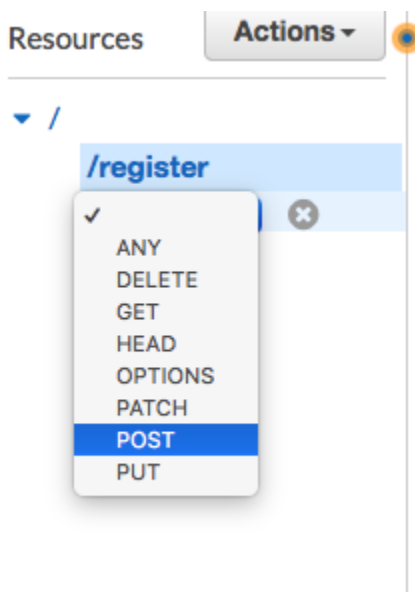 Resources
Actions
/
/register
ANY
DELETE
GET
HEAD
OPTIONS
PATCH
POST
PUT